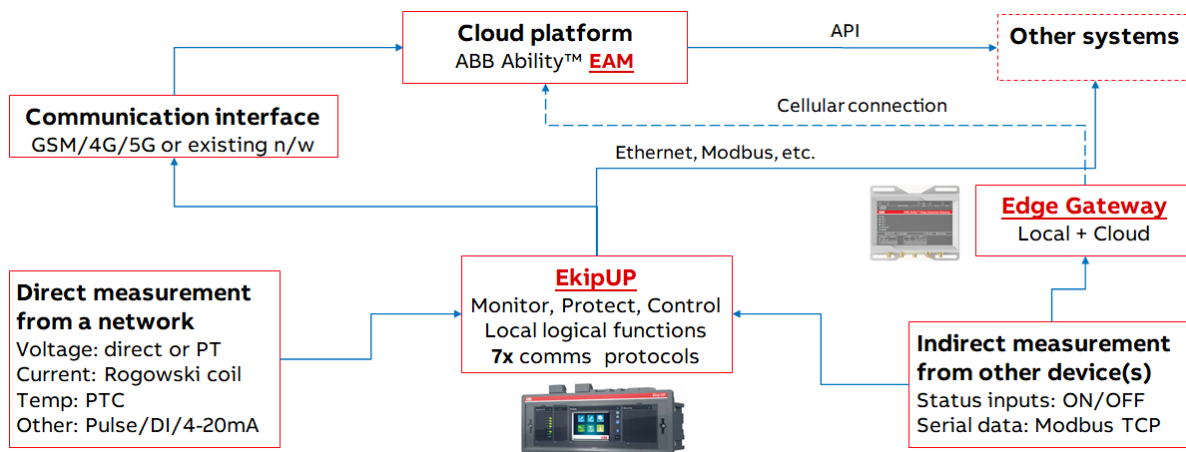 Cloud platform
ABB Ability™ EAM
API
Other systems
Communication interface
GSM/4G/5G or existing n/w
Cellular connection
Ethernet, Modbus, etc.
Edge Gateway
Local + Cloud
EkipUP
Monitor, Protect, Control
Local logical functions
7x comms protocols
Direct measurement
from a network
Voltage: direct or PT
Current: Rogowski coil
Temp: PTC
Other: Pulse/DI/4-20mA
Indirect measurement
from other device(s)
Status inputs: ON/OFF
Serial data: Modbus TCP